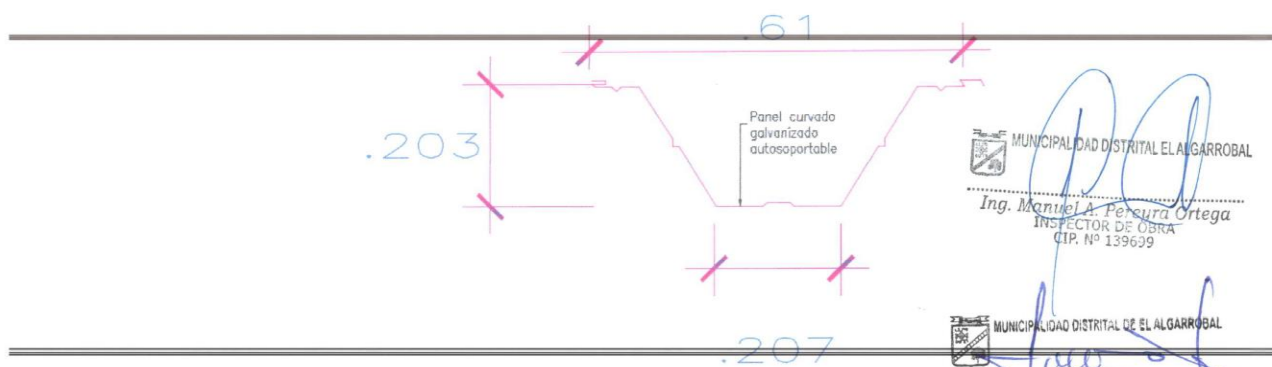 .61
.203
Panel curvado
galvanizado
autosoportable
MUNICIPALIDAD DISTRITAL EL ALGARROBAL
Ing. Manuel A. Ortega
INSPECTOR DE OBRA
CIP. Nº 139609
MUNICIPALIDAD DISTRITAL DE EL ALGARROBAL
.207